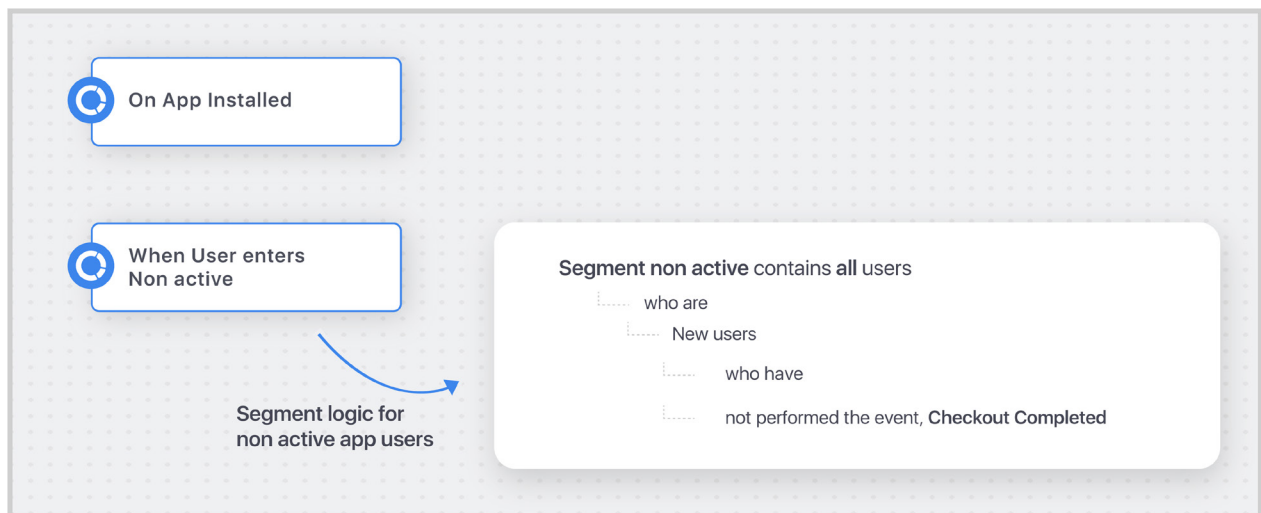 On App Installed
When User enters
Non active
Segment non active contains all users
who are
New users
who have
not performed the event, Checkout Completed
Segment logic for
non active app users